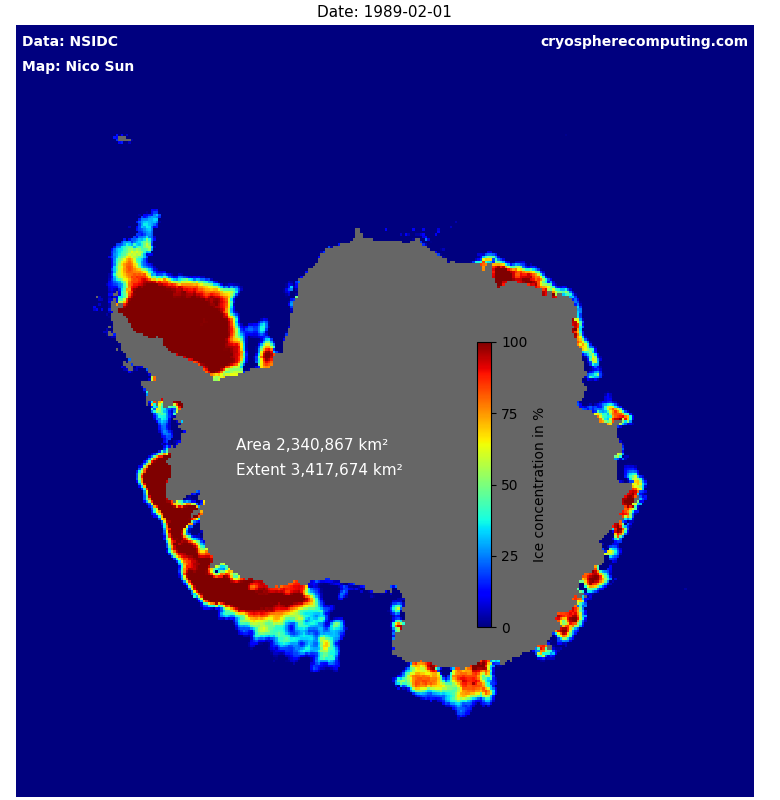 Date: 1989-02-01
Data: NSIDC
cryospherecomputing.com
Map: Nico Sun
100
75
50
25
0
Ice concentration in %
Area 2,340,867 km²
Extent 3,417,674 km²